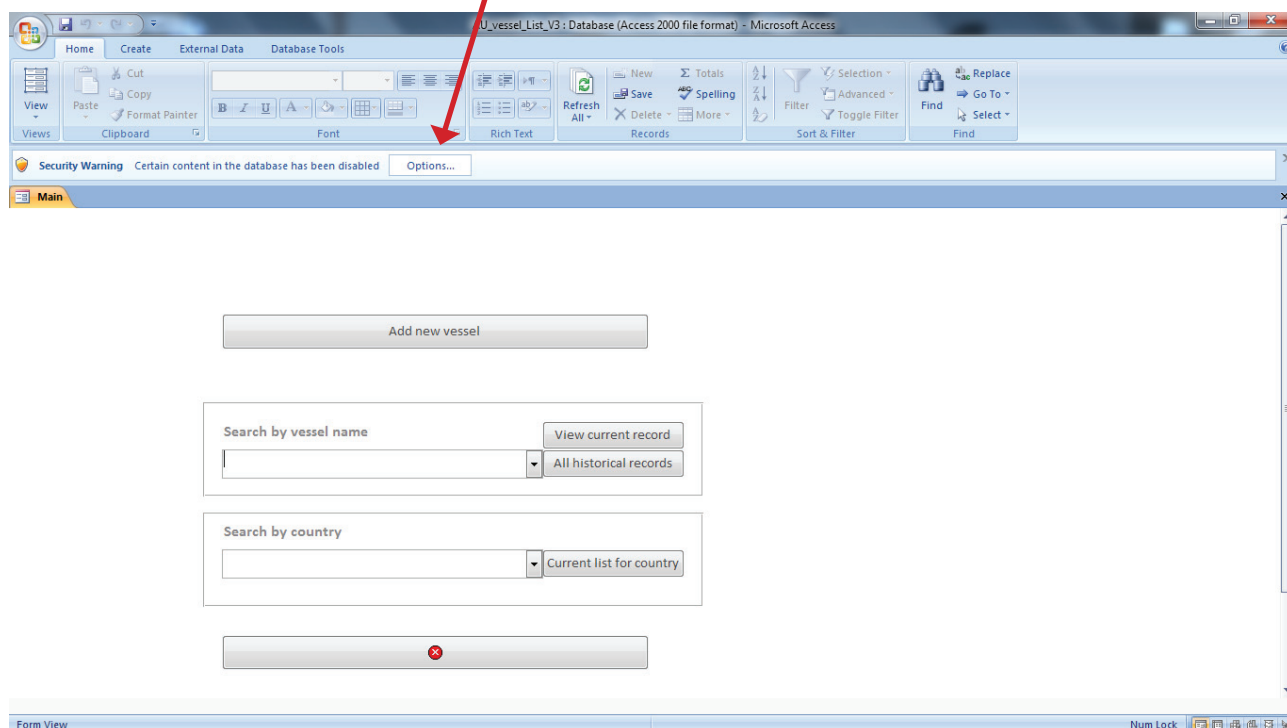 U_vessel_List_V3 : Database (Access 2000 file format) - Microsoft Access
Home Create External Data Database Tools
View
Views
Paste
Cut
Copy
Format Painter
Clipboard
B I U A
Font
Rich Text
Refresh
All
New
Save
Delete
Totals
Spelling
More
Records
Filter
Selection
Advanced
Toggle Filter
Sort & Filter
Find
Replace
Go To
Select
Find
Security Warning Certain content in the database has been disabled Options...
Main
Add new vessel
Search by vessel name
View current record
All historical records
Search by country
Current list for country
Form View
Num Lock